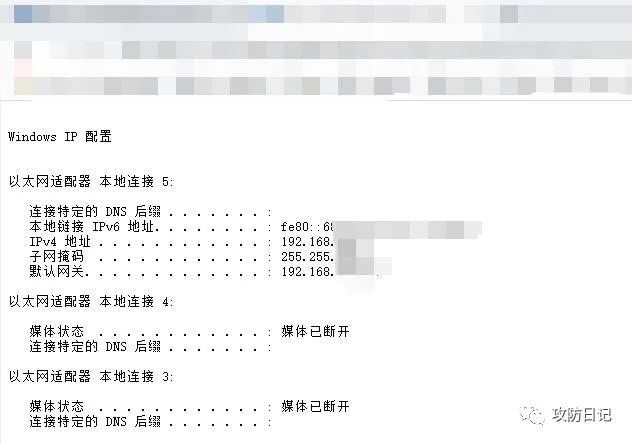 Windows IP 配置
以太网适配器 本地连接 5:
连接特定的 DNS 后缀 . . . . . . . :
本地链接 IPv6 地址. . . . . . . . : fe80::68
IPv4 地址 . . . . . . . . . . . . : 192.168.
子网掩码 . . . . . . . . . . . . : 255.255.
默认网关. . . . . . . . . . . . . : 192.168.
以太网适配器 本地连接 4:
媒体状态 . . . . . . . . . . . . : 媒体已断开
连接特定的 DNS 后缀 . . . . . . . :
以太网适配器 本地连接 3:
媒体状态 . . . . . . . . . . . . : 媒体已断开
连接特定的 DNS 后缀 . . . . . . . :
攻防日记